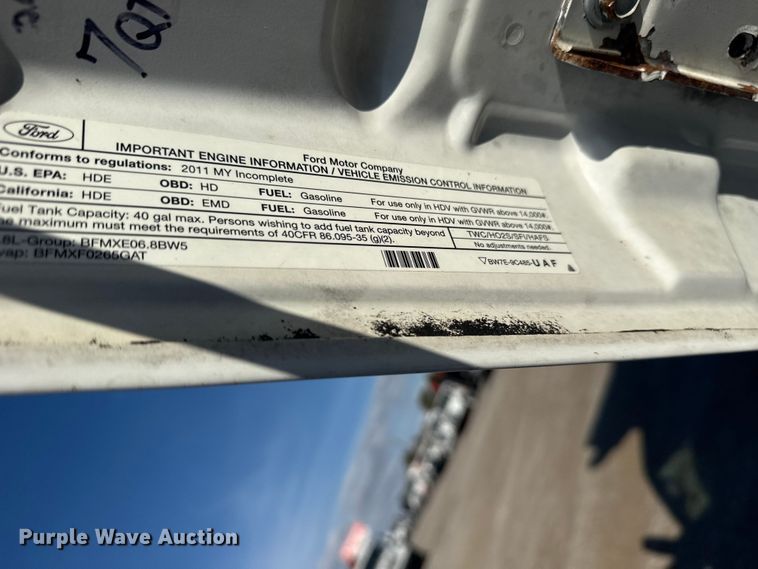 7Q1
Ford
Ford Motor Company
IMPORTANT ENGINE INFORMATION / VEHICLE EMISSION CONTROL INFORMATION
Conforms to regulations: 2011 MY Incomplete
U.S. EPA: HDE OBD: HD FUEL: Gasoline For use only in HDV with GVWR above 14,000#.
California: HDE OBD: EMD FUEL: Gasoline For use only in HDV with GVWR above 14,000#.
Fuel Tank Capacity: 40 gal max. Persons wishing to add fuel tank capacity beyond
he maximum must meet the requirements of 40CFR 86.095-35 (g)(2).
TWC/HO2S/SFI/HAFS
No adjustments needed.
.8L-Group: BFMXE06.8BW5
vap: BFMXF0265GAT
BW7E-9C485-UAF
Purple Wave Auction